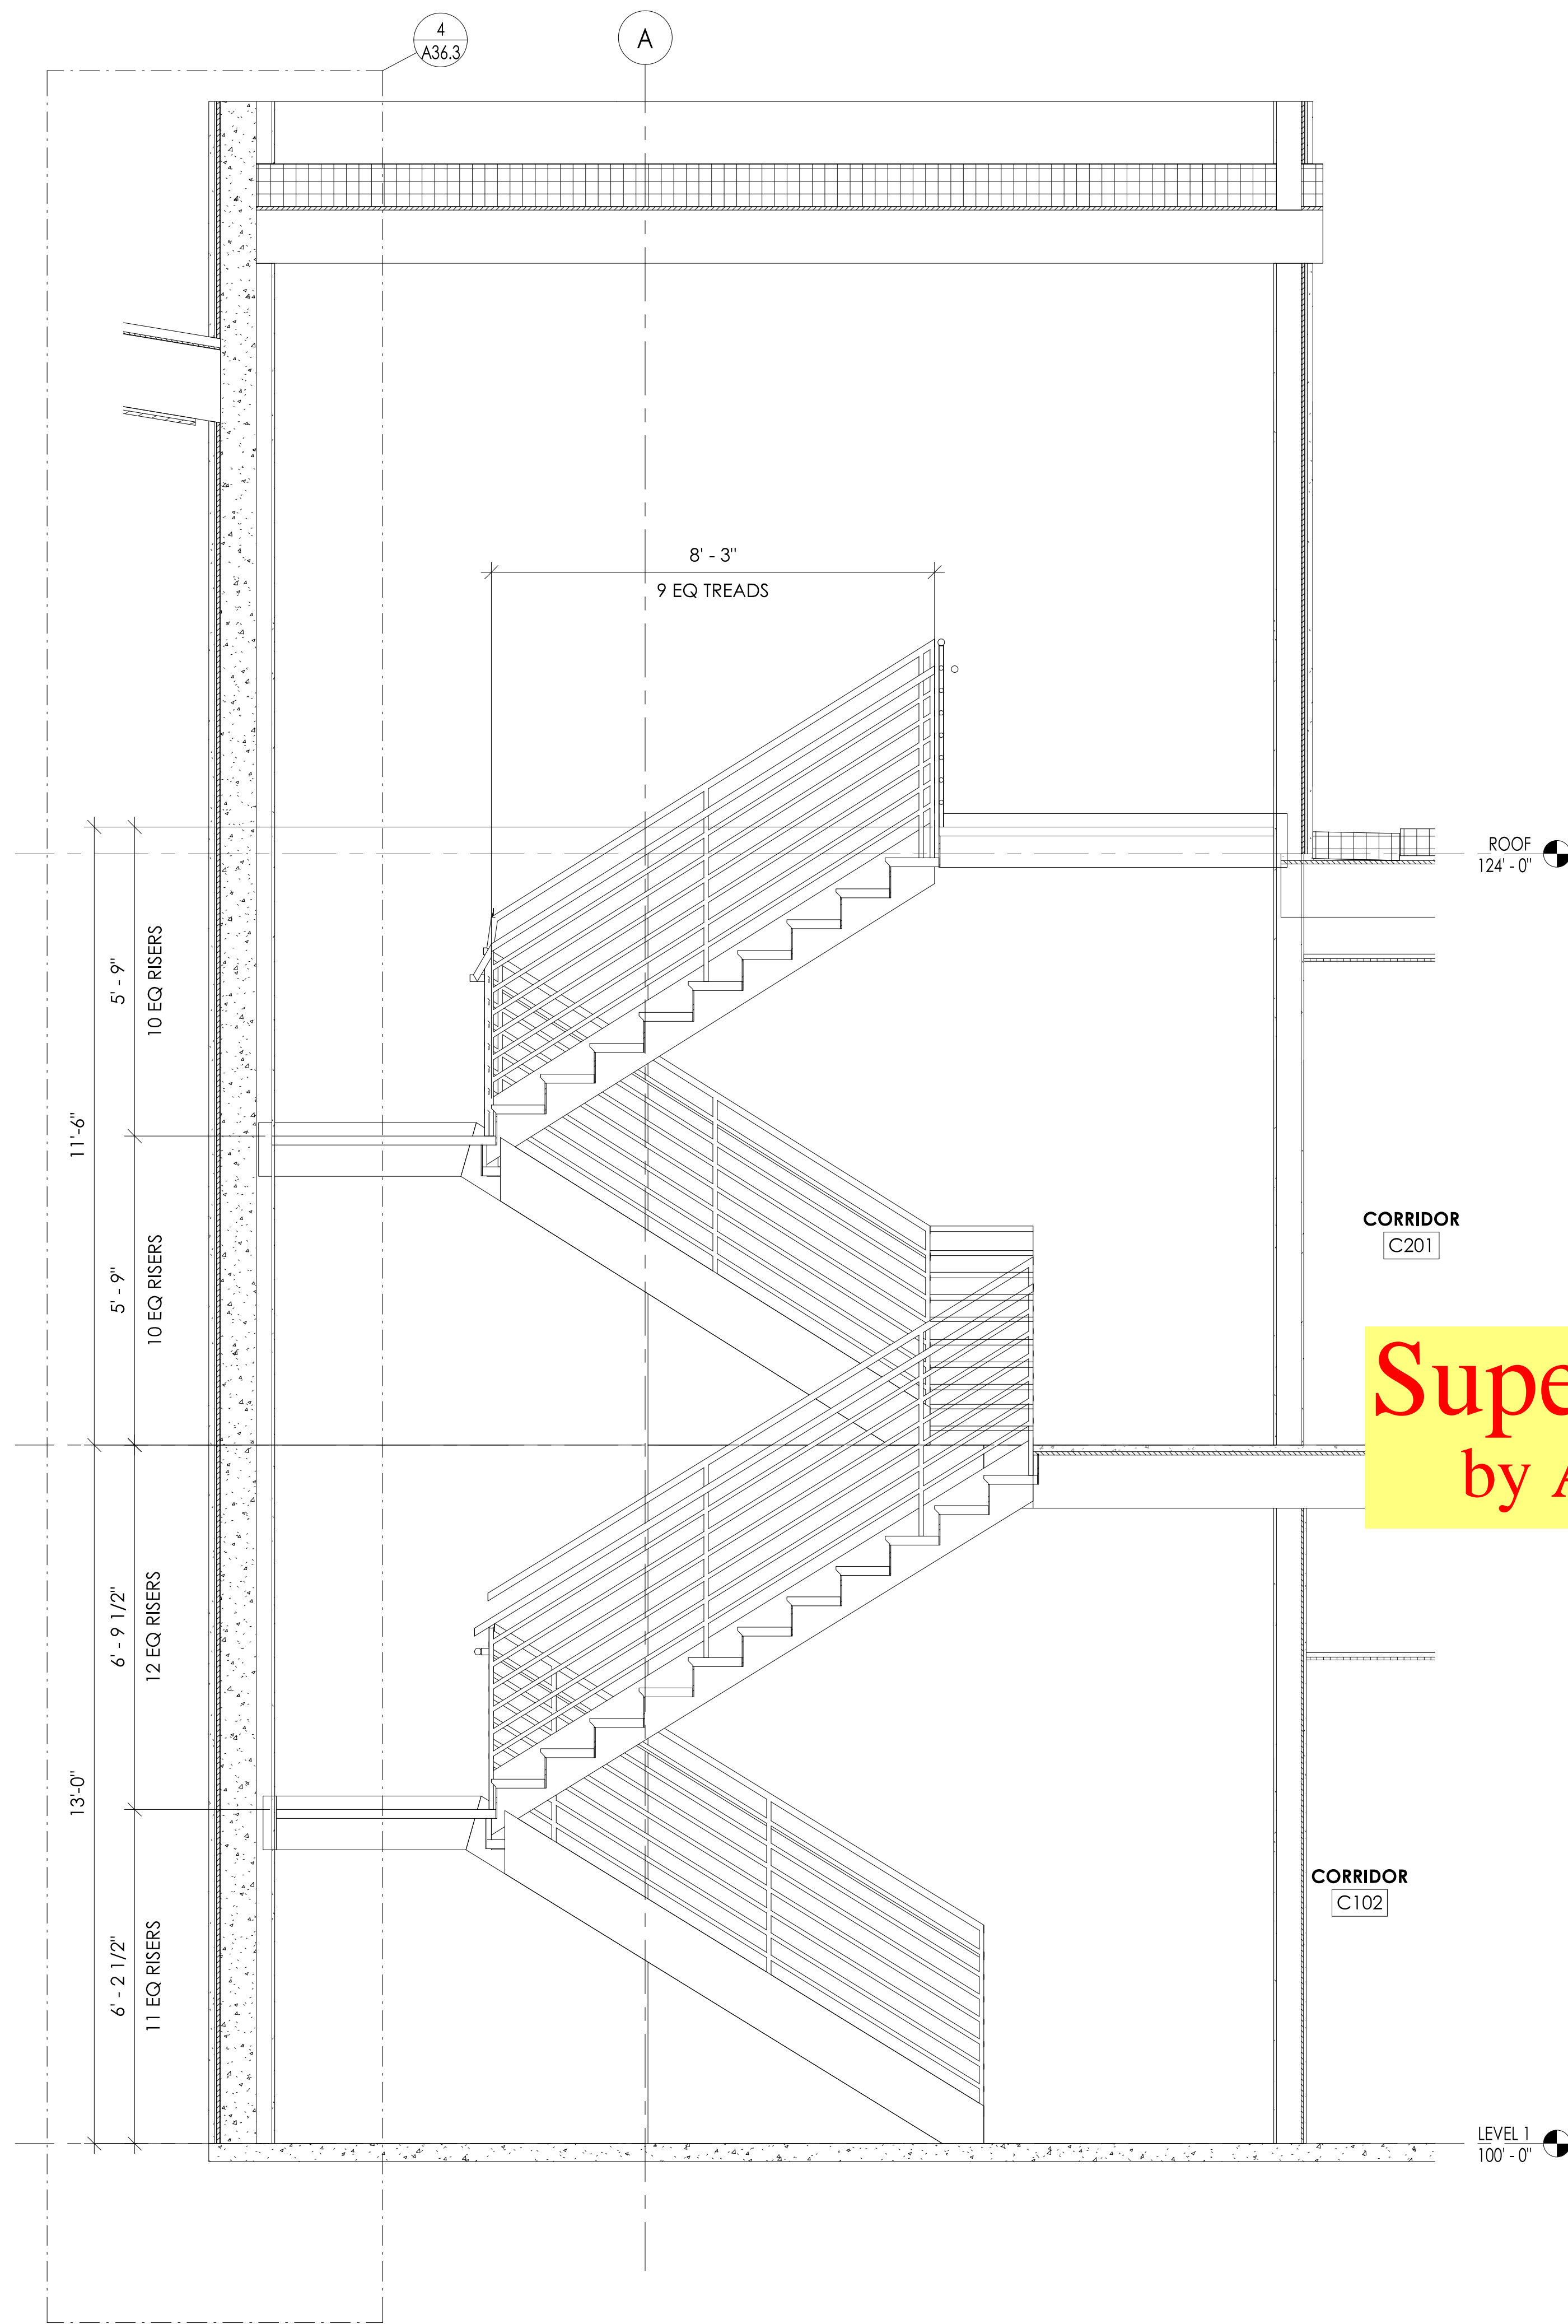 4
A36.3
A
8' - 3"
9 EQ TREADS
ROOF
124' - 0"
5' - 9"
10 EQ RISERS
11'-6"
5' - 9"
10 EQ RISERS
CORRIDOR
C201
Supe
by A
6' - 9 1/2"
12 EQ RISERS
13'-0"
CORRIDOR
C102
6' - 2 1/2"
11 EQ RISERS
LEVEL 1
100' - 0"